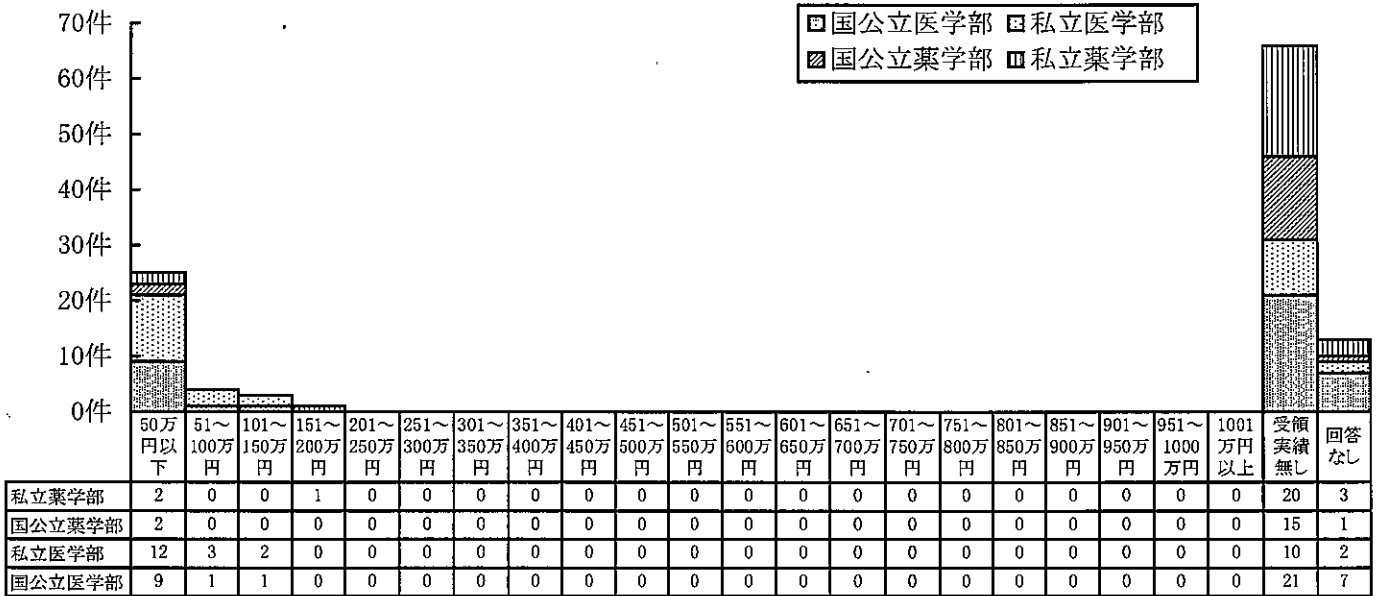 70件
60件
50件
40件
30件
20件
10件
0件
国公立医学部 私立医学部
国公立薬学部 私立薬学部
50万円以下 51～100万円 101～150万円 151～200万円 201～250万円 251～300万円 301～350万円 351～400万円 401～450万円 451～500万円 501～550万円 551～600万円 601～650万円 651～700万円 701～750万円 751～800万円 801～850万円 851～900万円 901～950万円 951～1000万円 1001万円以上 受領実績無し 回答なし
私立薬学部 2 0 0 1 0 0 0 0 0 0 0 0 0 0 0 0 0 0 0 0 0 20 3
国公立薬学部 2 0 0 0 0 0 0 0 0 0 0 0 0 0 0 0 0 0 0 0 0 15 1
私立医学部 12 3 2 0 0 0 0 0 0 0 0 0 0 0 0 0 0 0 0 0 0 10 2
国公立医学部 9 1 1 0 0 0 0 0 0 0 0 0 0 0 0 0 0 0 0 0 0 21 7